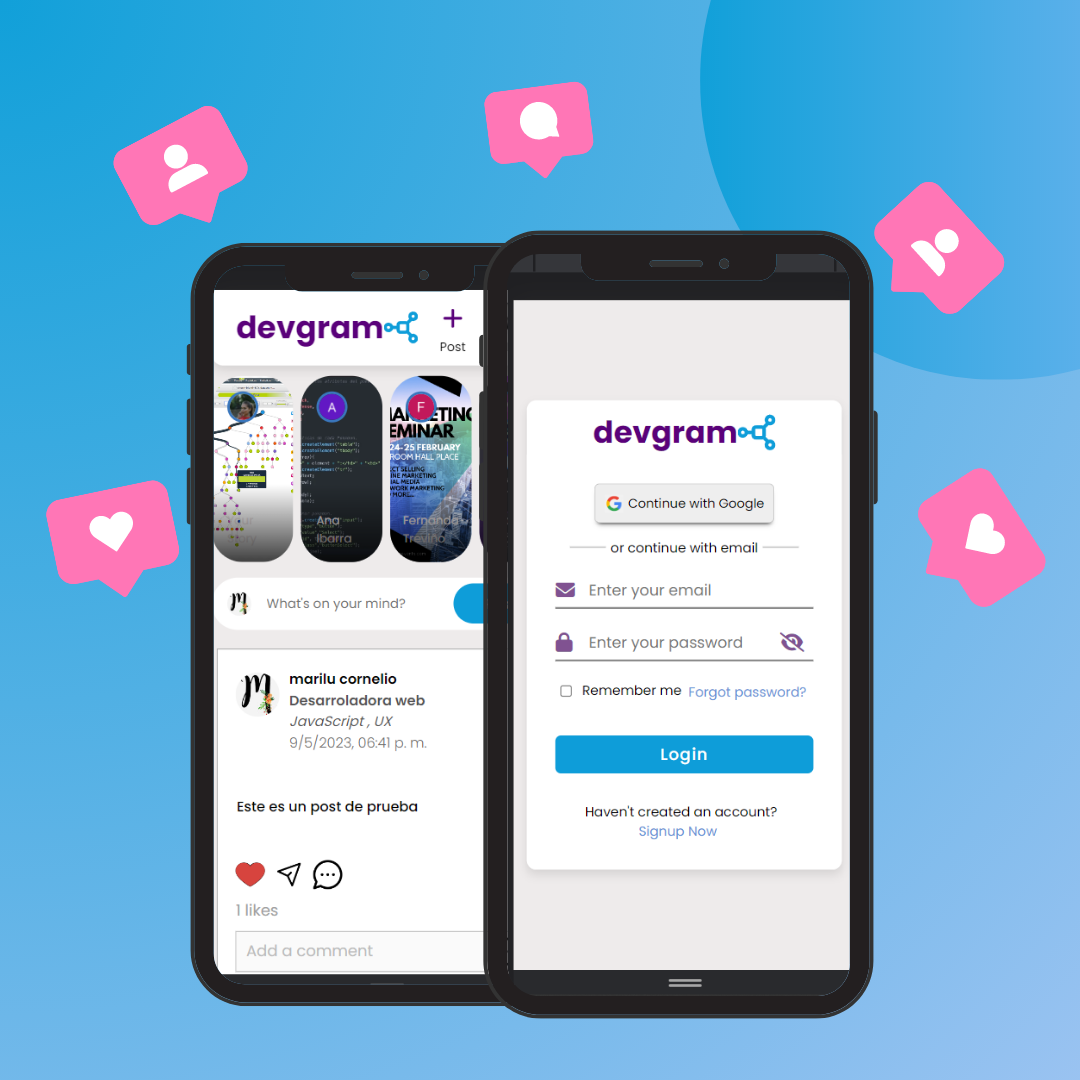 devgram
Post
A
F
MARKETING
EMINAR
24-25 FEBRUARY
ROOM HALL PLACE
Ana
Ibarra
Fernando
Treviño
What's on your mind?
marilu cornelio
Desarroladora web
JavaScript , UX
9/5/2023, 06:41 p. m.
Este es un post de prueba
1 likes
Add a comment
devgram
Continue with Google
or continue with email
Enter your email
Enter your password
Remember me Forgot password?
Login
Haven't created an account?
Signup Now